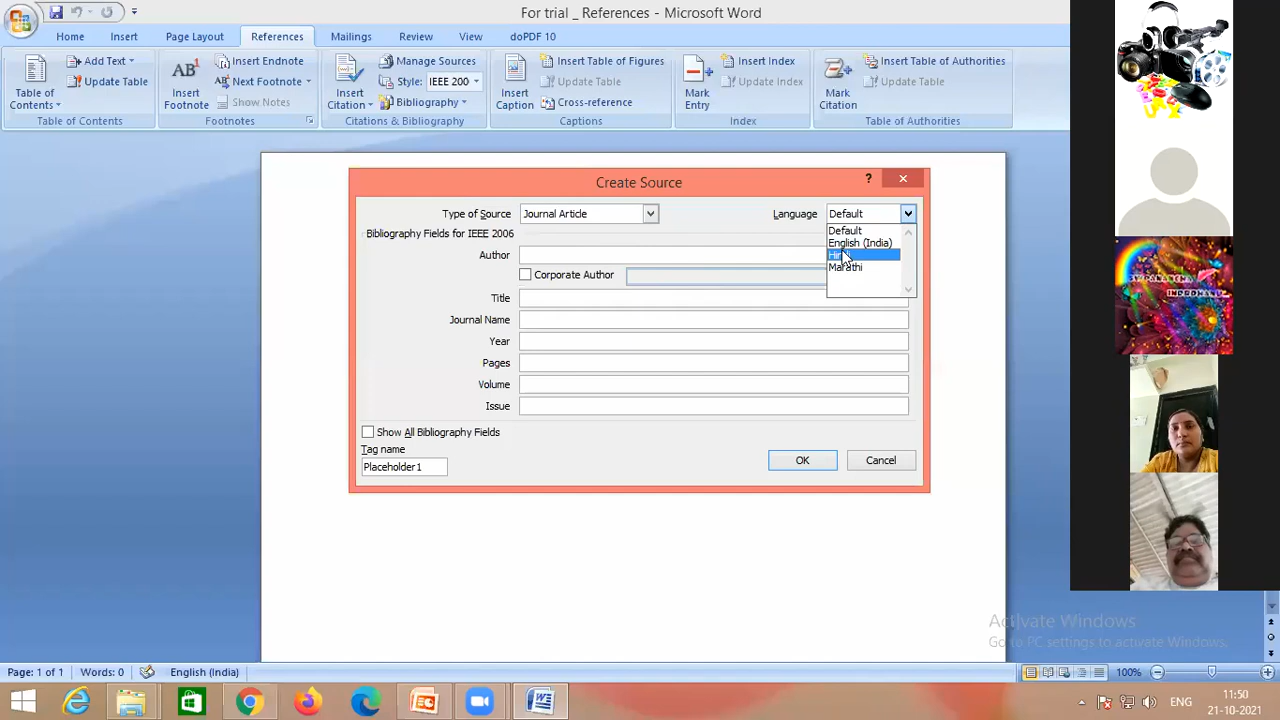 For trial _ References - Microsoft Word
Home Insert Page Layout References Mailings Review View doPDF 10
Table of Contents
Add Text
Update Table
Table of Contents
AB1
Insert Footnote
Insert Endnote
Next Footnote
Show Notes
Footnotes
Insert Citation
Manage Sources
Style: IEEE 200
Bibliography
Citations & Bibliography
Insert Caption
Insert Table of Figures
Update Table
Cross-reference
Captions
Mark Entry
Insert Index
Update Index
Index
Mark Citation
Insert Table of Authorities
Update Table
Table of Authorities
Create Source
Type of Source Journal Article
Language Default
Default
English (India)
Marathi
Bibliography Fields for IEEE 2006
Author
Corporate Author
Title
Journal Name
Year
Pages
Volume
Issue
Show All Bibliography Fields
Tag name
Placeholder1
OK Cancel
Activate Windows
Go to PC settings to activate Windows.
Page: 1 of 1 Words: 0 English (India) 100%
ENG
11:50
21-10-2021